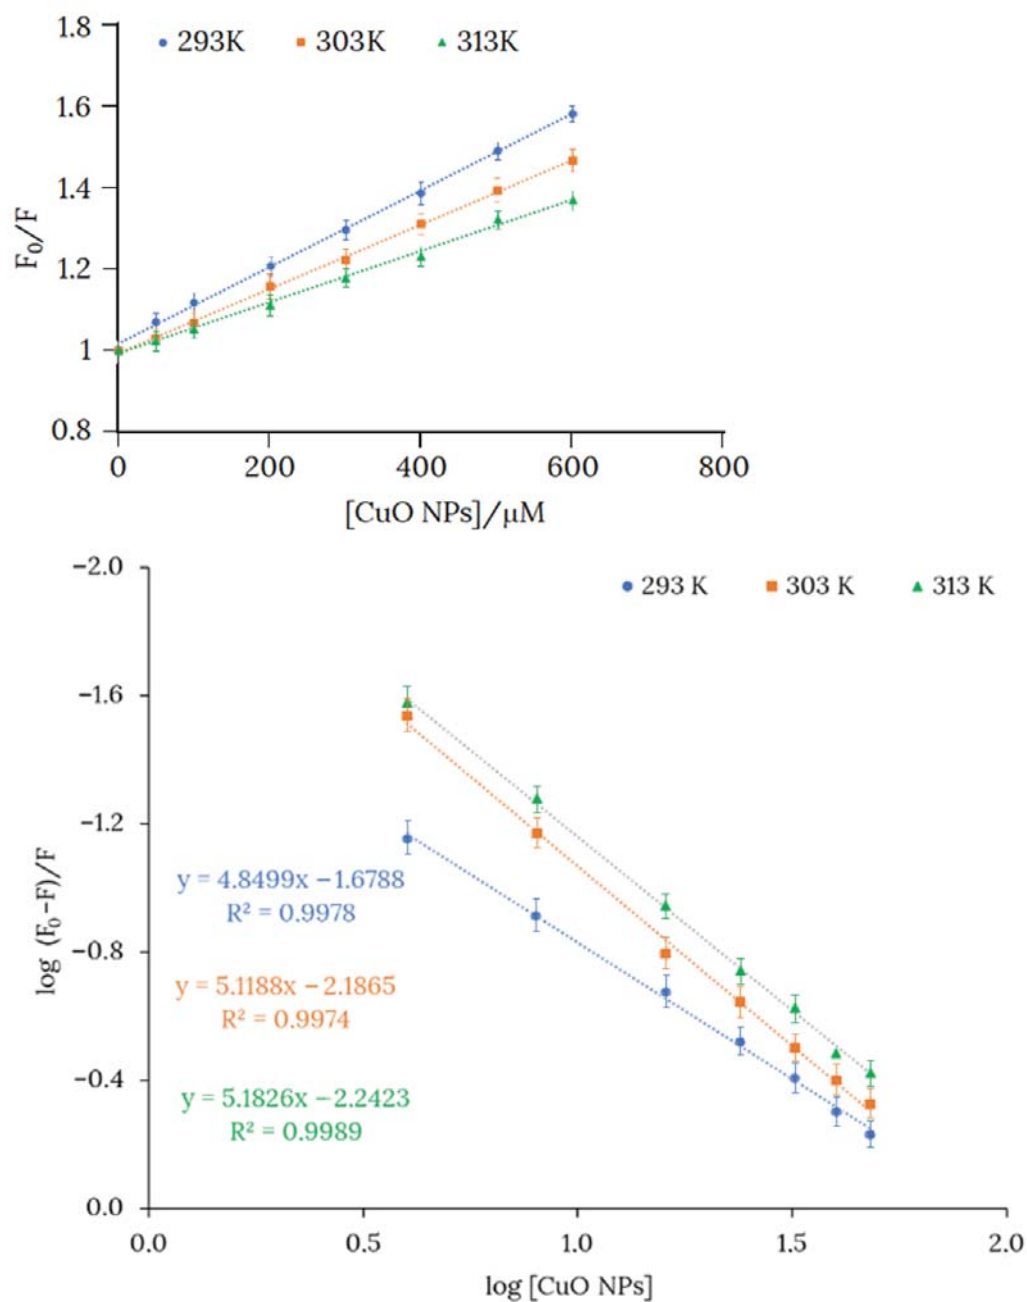 1.8
293K 303K 313K
1.6
1.4
1.2
1
0.8
F₀/F
0 200 400 600 800
[CuO NPs]/μM
−2.0
293 K 303 K 313 K
−1.6
−1.2
y = 4.8499x −1.6788
R² = 0.9978
−0.8
y = 5.1188x − 2.1865
R² = 0.9974
−0.4
y = 5.1826x −2.2423
R² = 0.9989
0.0
log (F₀−F)/F
0.0 0.5 1.0 1.5 2.0
log [CuO NPs]